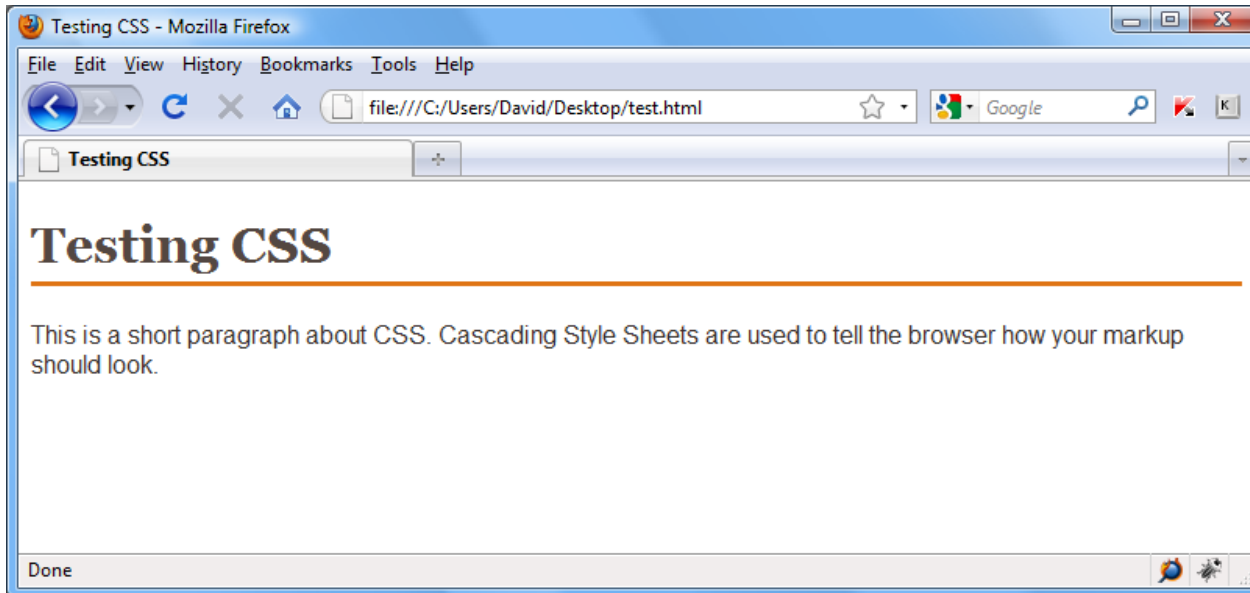 Testing CSS - Mozilla Firefox
File Edit View History Bookmarks Tools Help
file:///C:/Users/David/Desktop/test.html Google K
Testing CSS
Testing CSS
This is a short paragraph about CSS. Cascading Style Sheets are used to tell the browser how your markup
should look.
Done